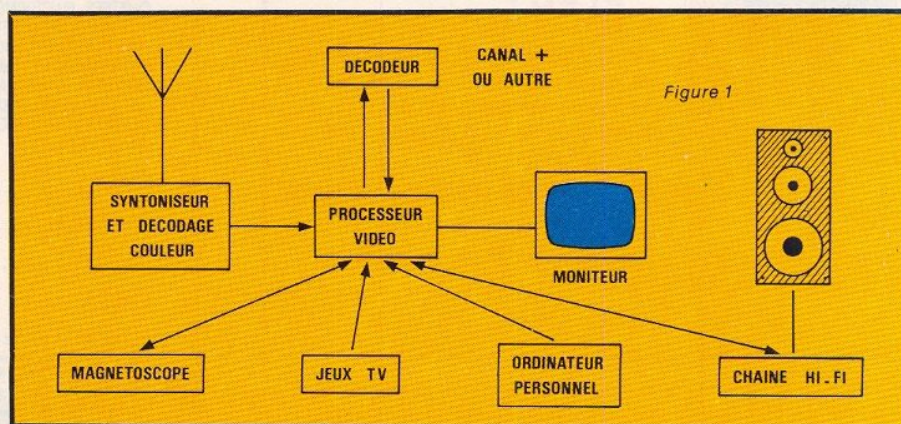 DECODEUR
CANAL +
OU AUTRE
Figure 1
SYNTONISEUR
ET DECODAGE
COULEUR
PROCESSEUR
VIDEO
MONITEUR
MAGNETOSCOPE
JEUX TV
ORDINATEUR
PERSONNEL
CHAINE HI.FI